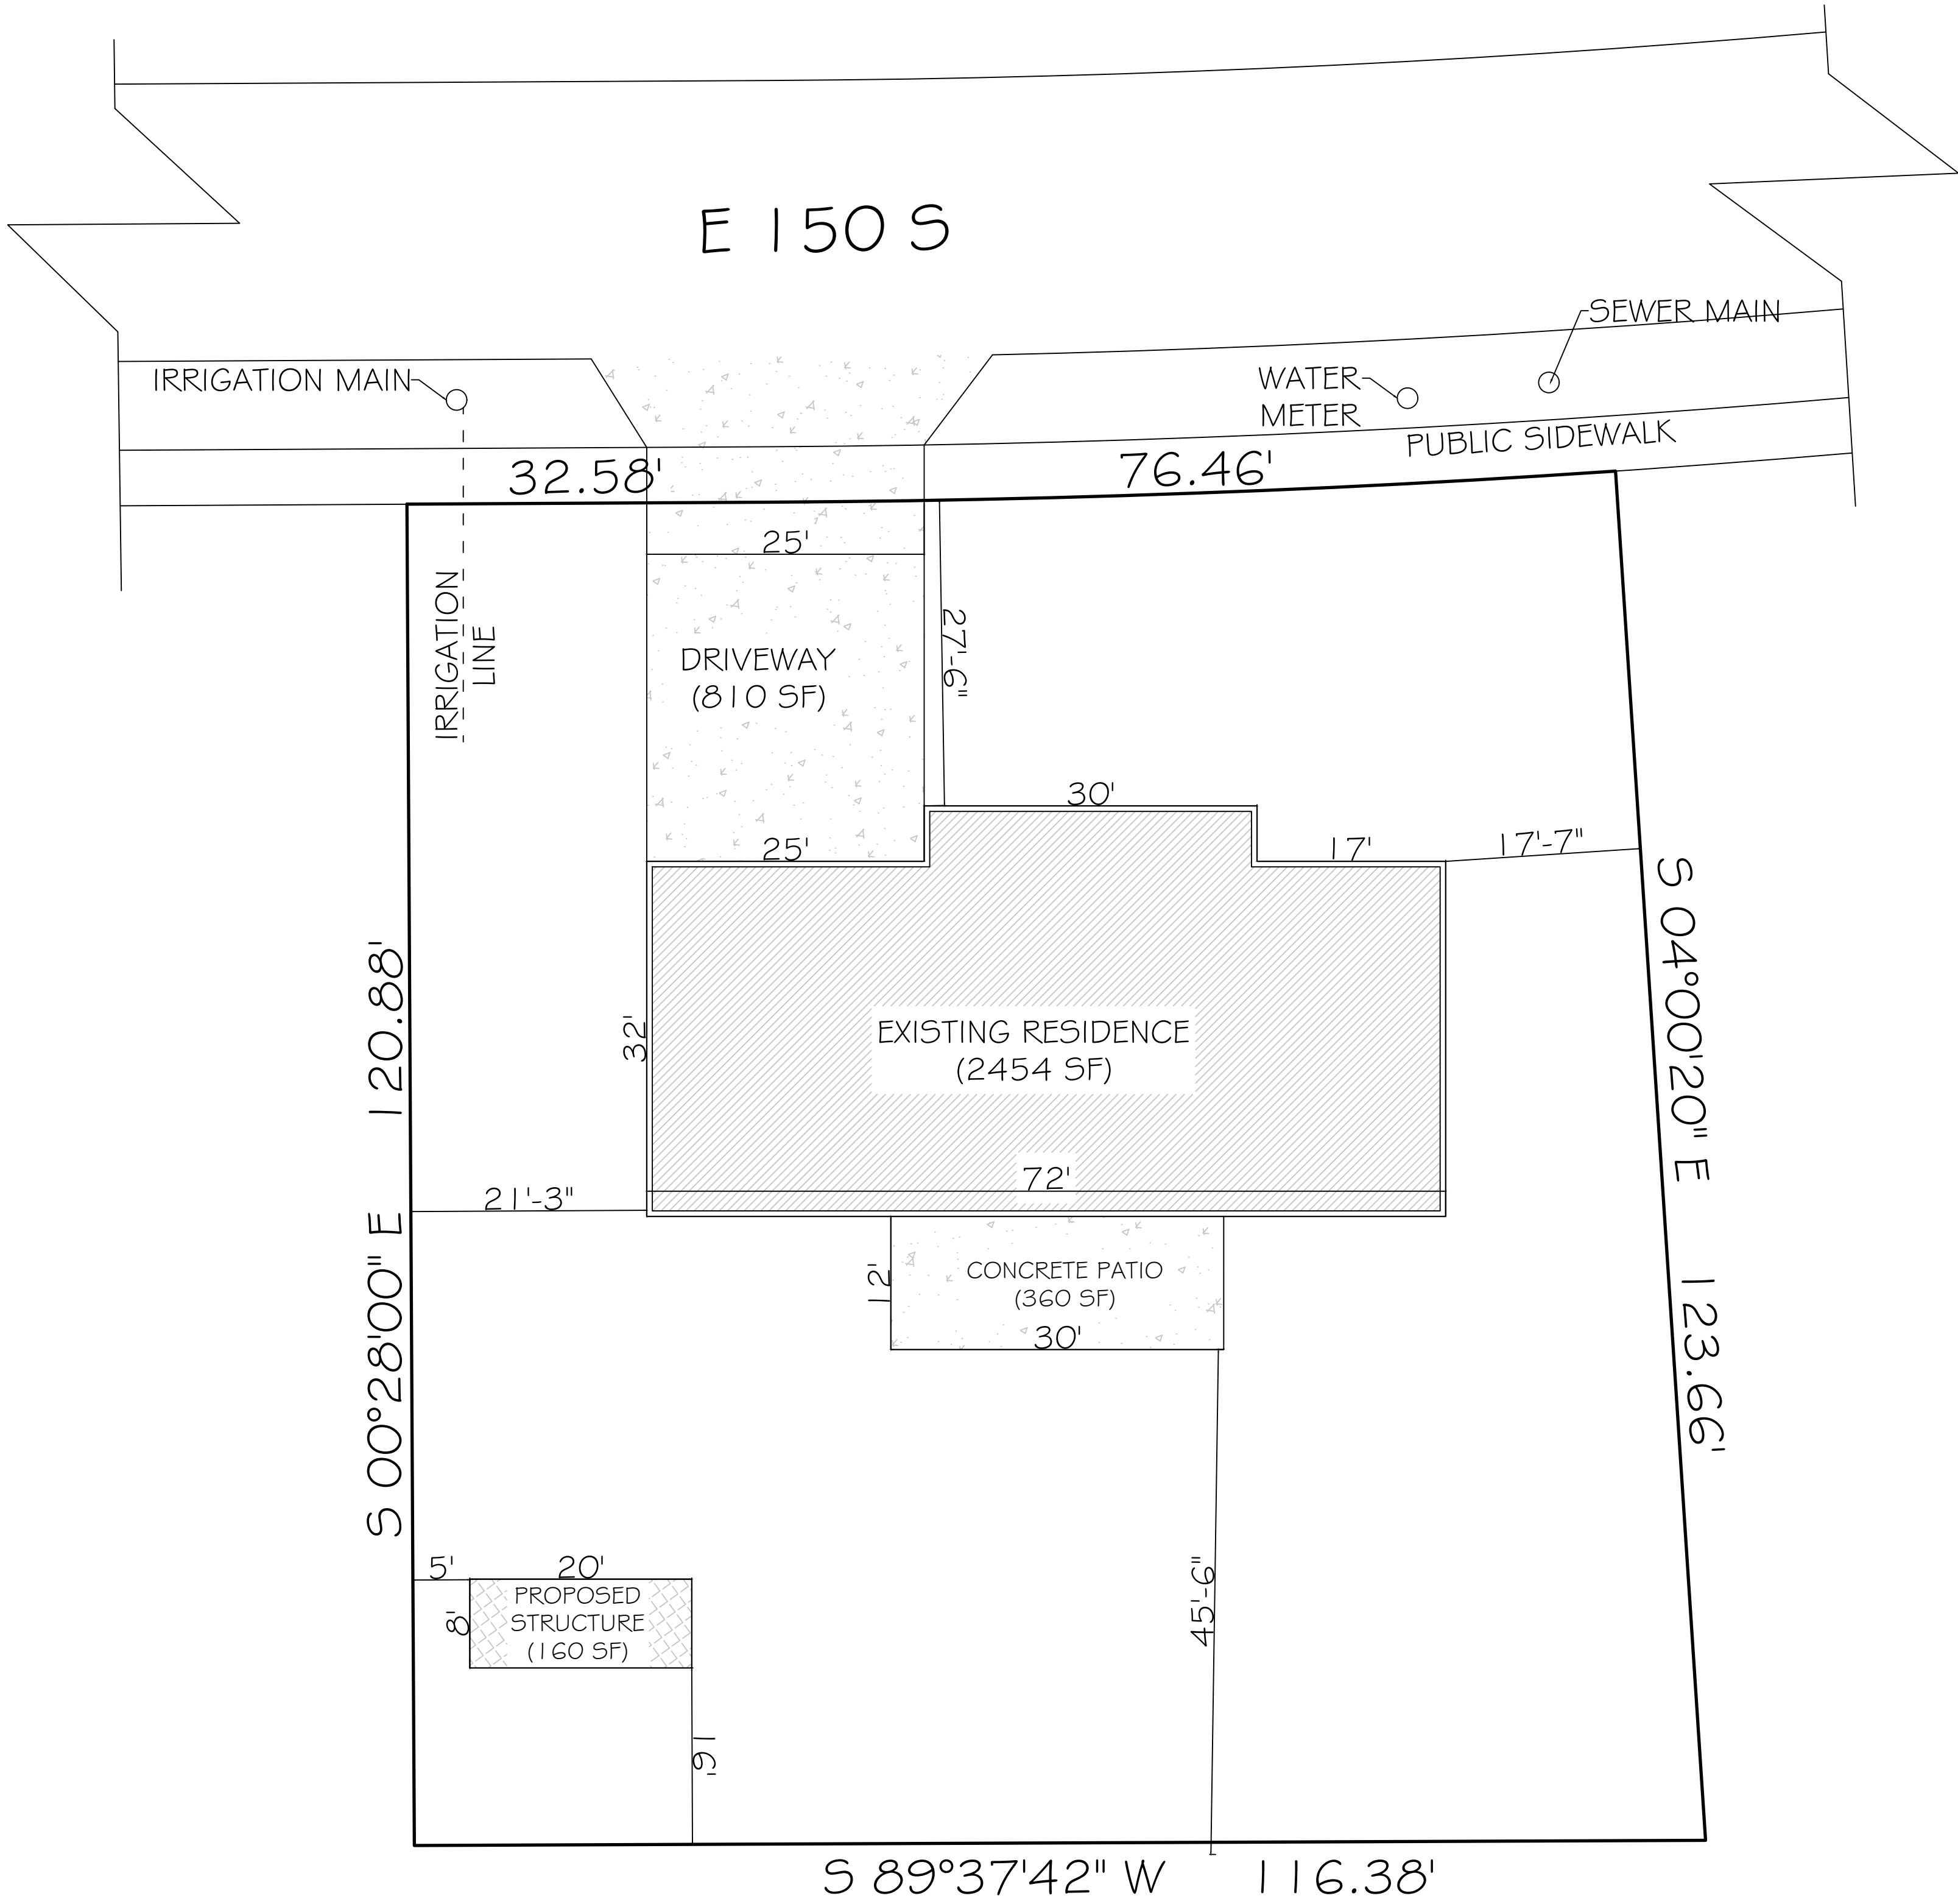 E 150 S
SEWER MAIN
IRRIGATION MAIN
WATER
METER
PUBLIC SIDEWALK
32.58'
76.46'
25'
IRRIGATION
LINE
27'-6"
DRIVEWAY
(810 SF)
30'
25'
17'
17'-7"
S 04°00'20" E 123.66'
S 00°28'00" E 120.88'
32'
EXISTING RESIDENCE
(2454 SF)
72'
21'-3"
12'
CONCRETE PATIO
(360 SF)
30'
5'
20'
8'
PROPOSED
STRUCTURE
(160 SF)
45'-6"
16'
S 89°37'42" W 116.38'